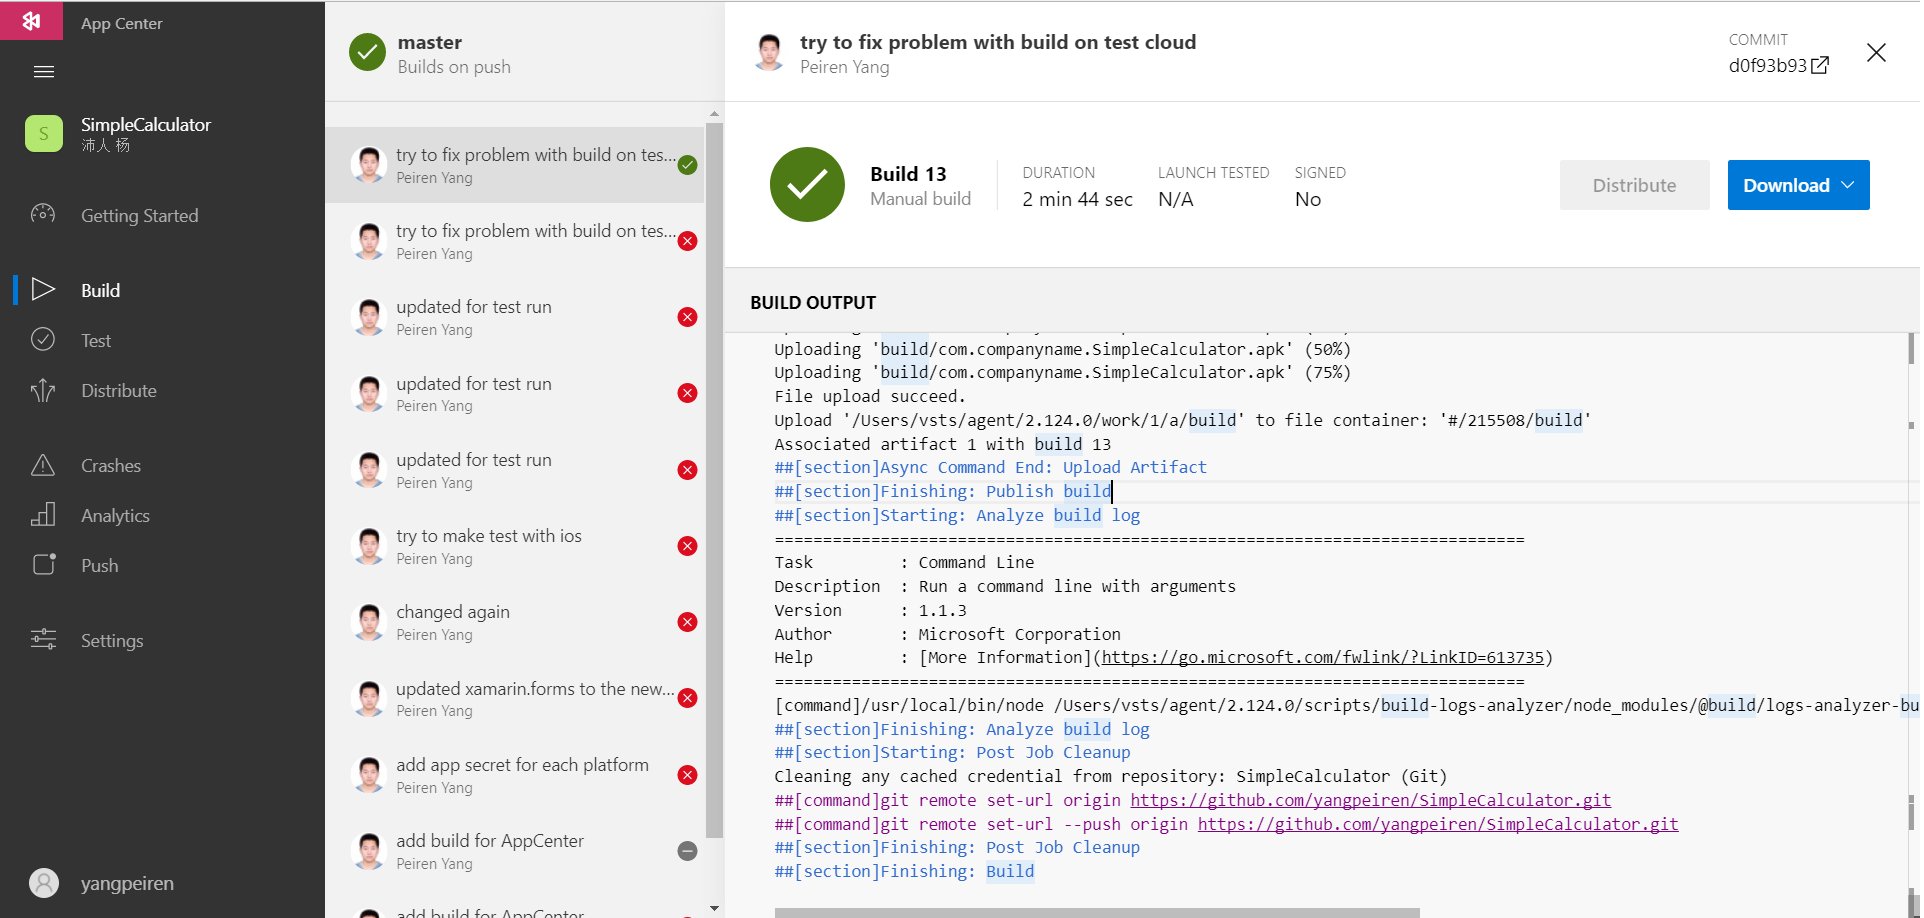 App Center
SimpleCalculator
沛人 杨
Getting Started
Build
Test
Distribute
Crashes
Analytics
Push
Settings
yangpeiren
master
Builds on push
try to fix problem with build on tes...
Peiren Yang
try to fix problem with build on tes...
Peiren Yang
updated for test run
Peiren Yang
updated for test run
Peiren Yang
updated for test run
Peiren Yang
try to make test with ios
Peiren Yang
changed again
Peiren Yang
updated xamarin.forms to the new...
Peiren Yang
add app secret for each platform
Peiren Yang
add build for AppCenter
Peiren Yang
add build for AppCenter
try to fix problem with build on test cloud
Peiren Yang
COMMIT
d0f93b93
Build 13
Manual build
DURATION
2 min 44 sec
LAUNCH TESTED
N/A
SIGNED
No
Distribute
Download
BUILD OUTPUT
Uploading 'build/com.companyname.SimpleCalculator.apk' (50%)
Uploading 'build/com.companyname.SimpleCalculator.apk' (75%)
File upload succeed.
Upload '/Users/vsts/agent/2.124.0/work/1/a/build' to file container: '#/215508/build'
Associated artifact 1 with build 13
##[section]Async Command End: Upload Artifact
##[section]Finishing: Publish build
##[section]Starting: Analyze build log
==============================================================================
Task         : Command Line
Description  : Run a command line with arguments
Version      : 1.1.3
Author       : Microsoft Corporation
Help         : [More Information](https://go.microsoft.com/fwlink/?LinkID=613735)
==============================================================================
[command]/usr/local/bin/node /Users/vsts/agent/2.124.0/scripts/build-logs-analyzer/node_modules/@build/logs-analyzer-bu
##[section]Finishing: Analyze build log
##[section]Starting: Post Job Cleanup
Cleaning any cached credential from repository: SimpleCalculator (Git)
##[command]git remote set-url origin https://github.com/yangpeiren/SimpleCalculator.git
##[command]git remote set-url --push origin https://github.com/yangpeiren/SimpleCalculator.git
##[section]Finishing: Post Job Cleanup
##[section]Finishing: Build